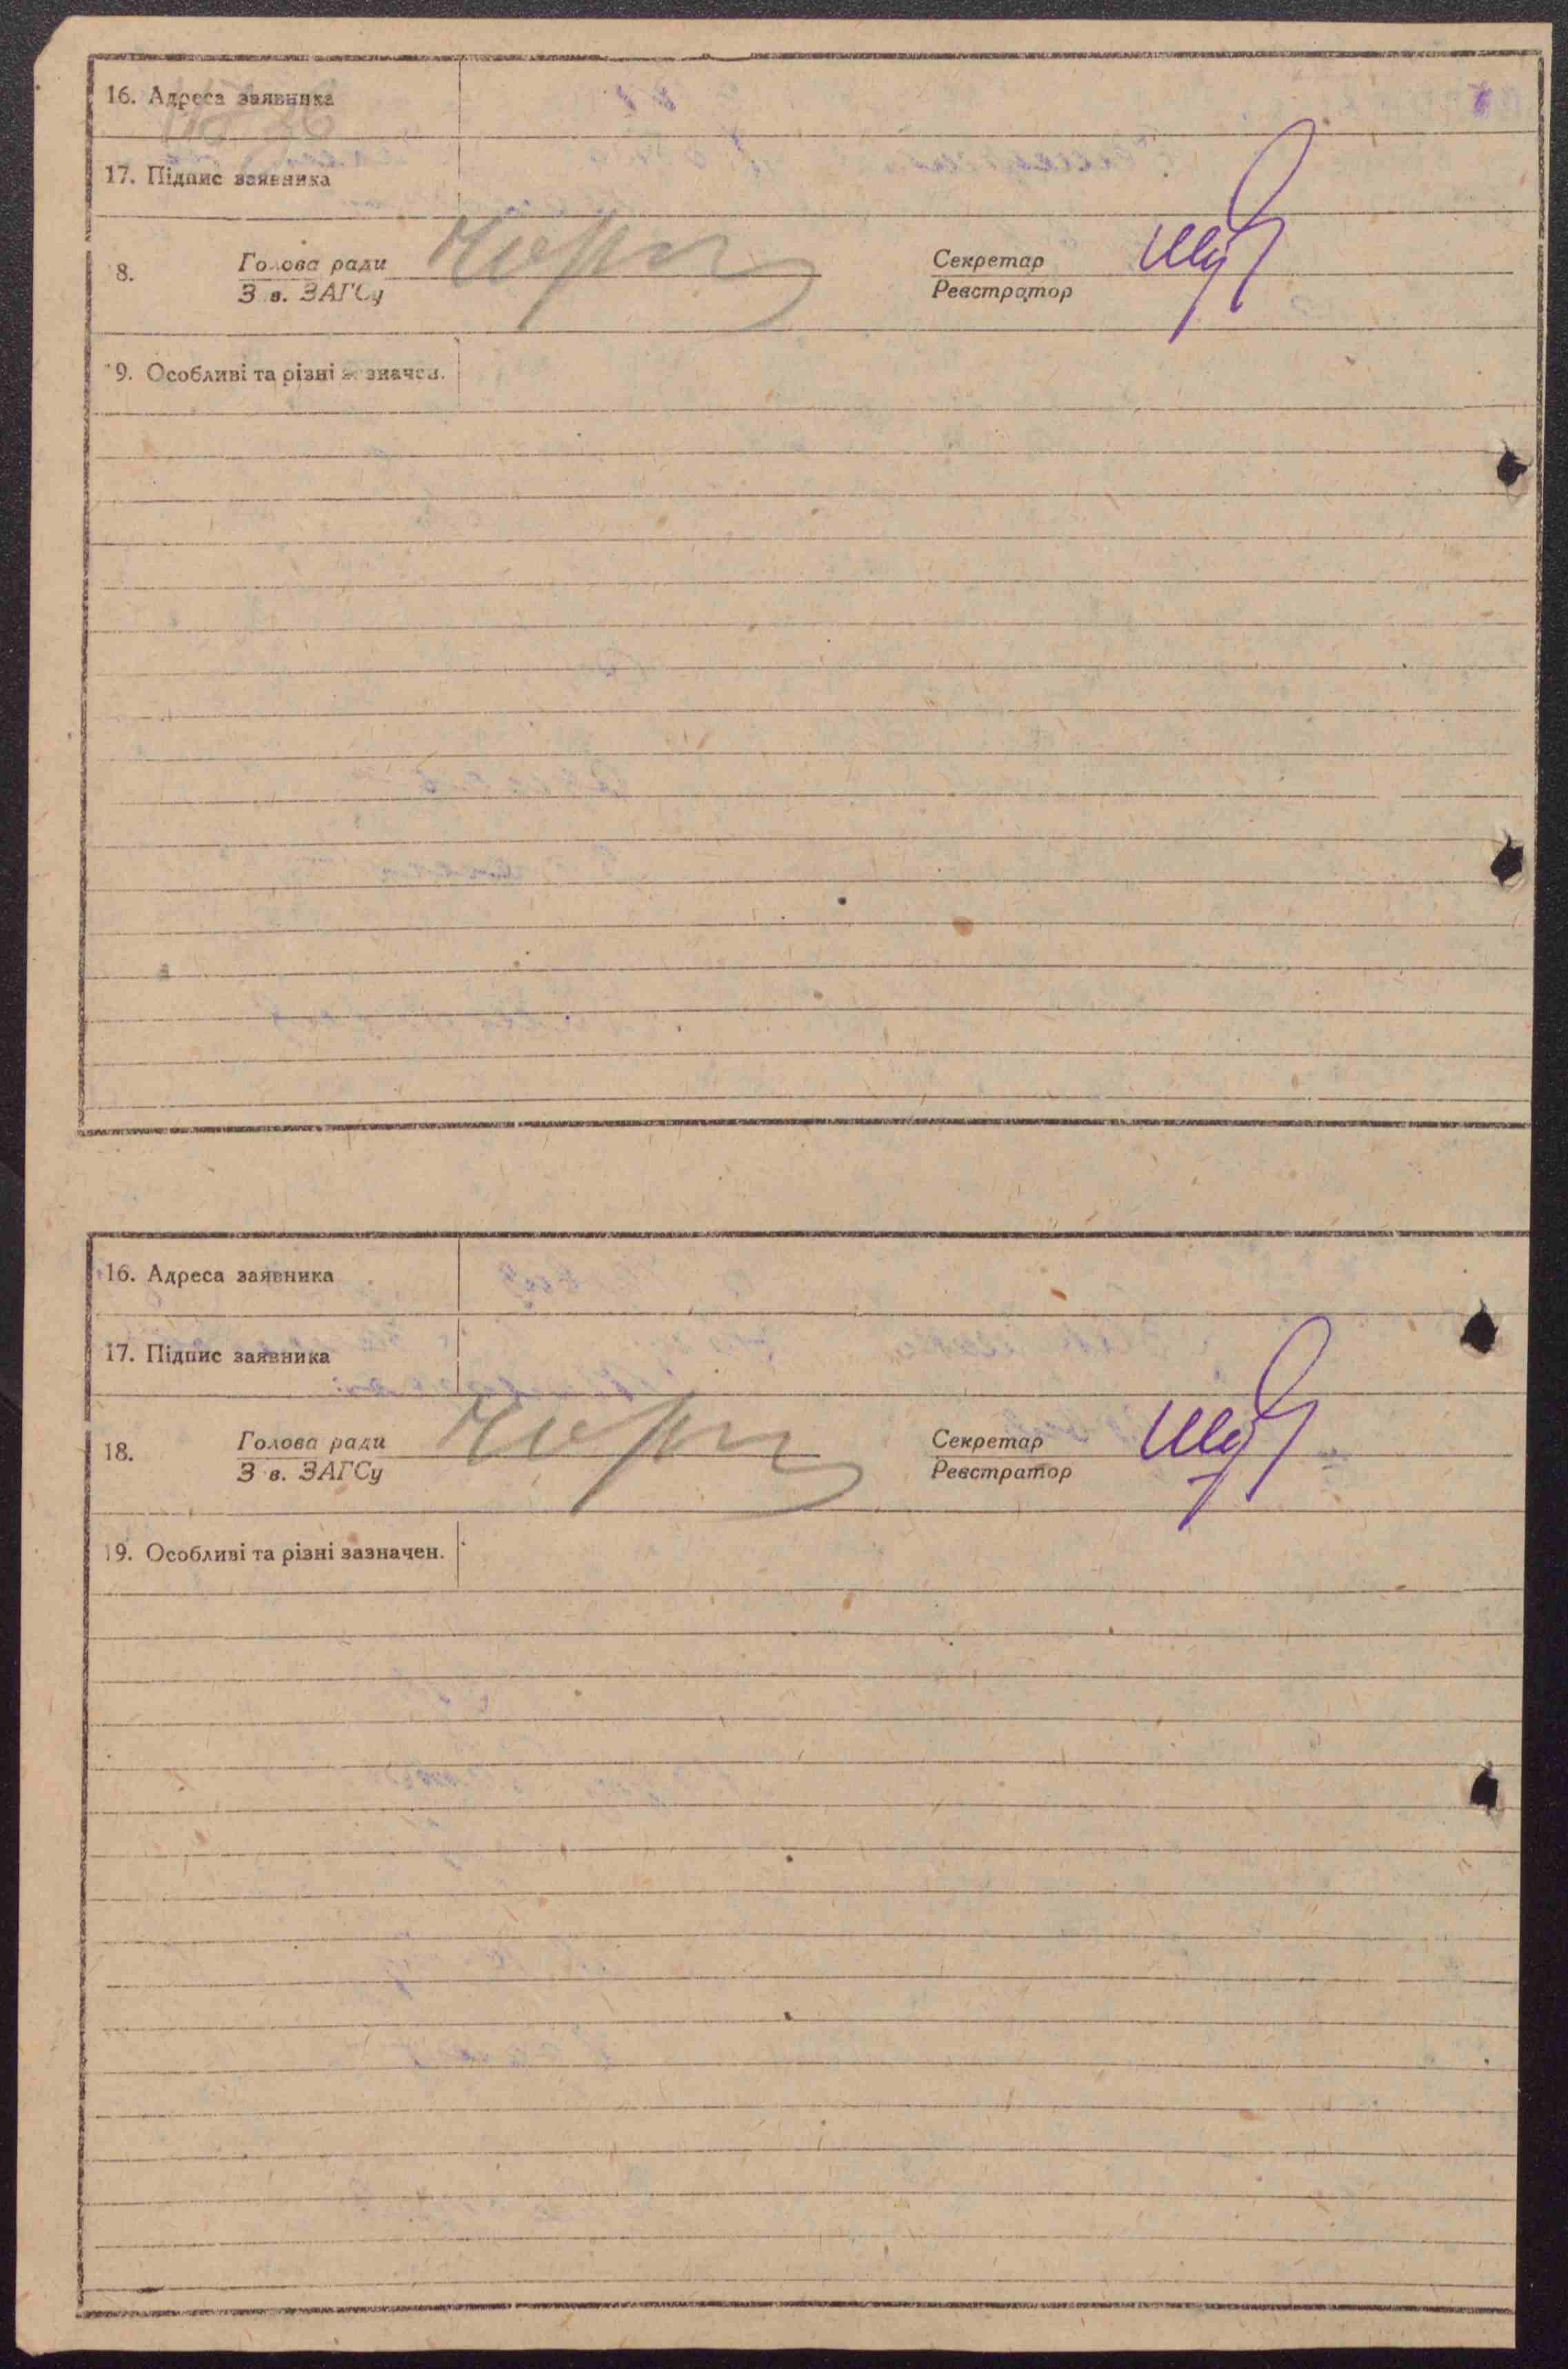 16. Адреса заявника
17. Підпис заявника
8. Голова ради Секретар
З в. ЗАГСу Реєстратор
9. Особливі та різні зазначен.
16. Адреса заявника
17. Підпис заявника
18. Голова ради Секретар
З в. ЗАГСу Реєстратор
19. Особливі та різні зазначен.